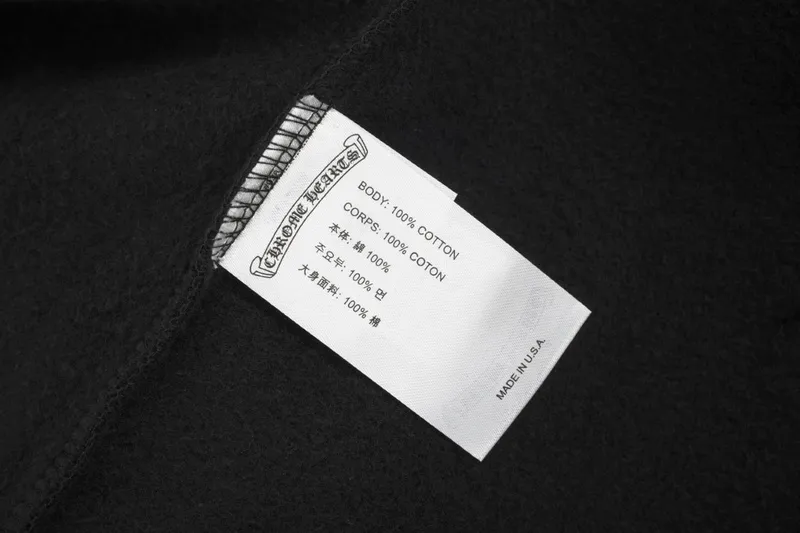 CHROME HEARTS
BODY: 100% COTTON
CORPS: 100% COTON
本体: 綿 100%
주요부: 100% 면
大身面料: 100% 棉
MADE IN U.S.A.